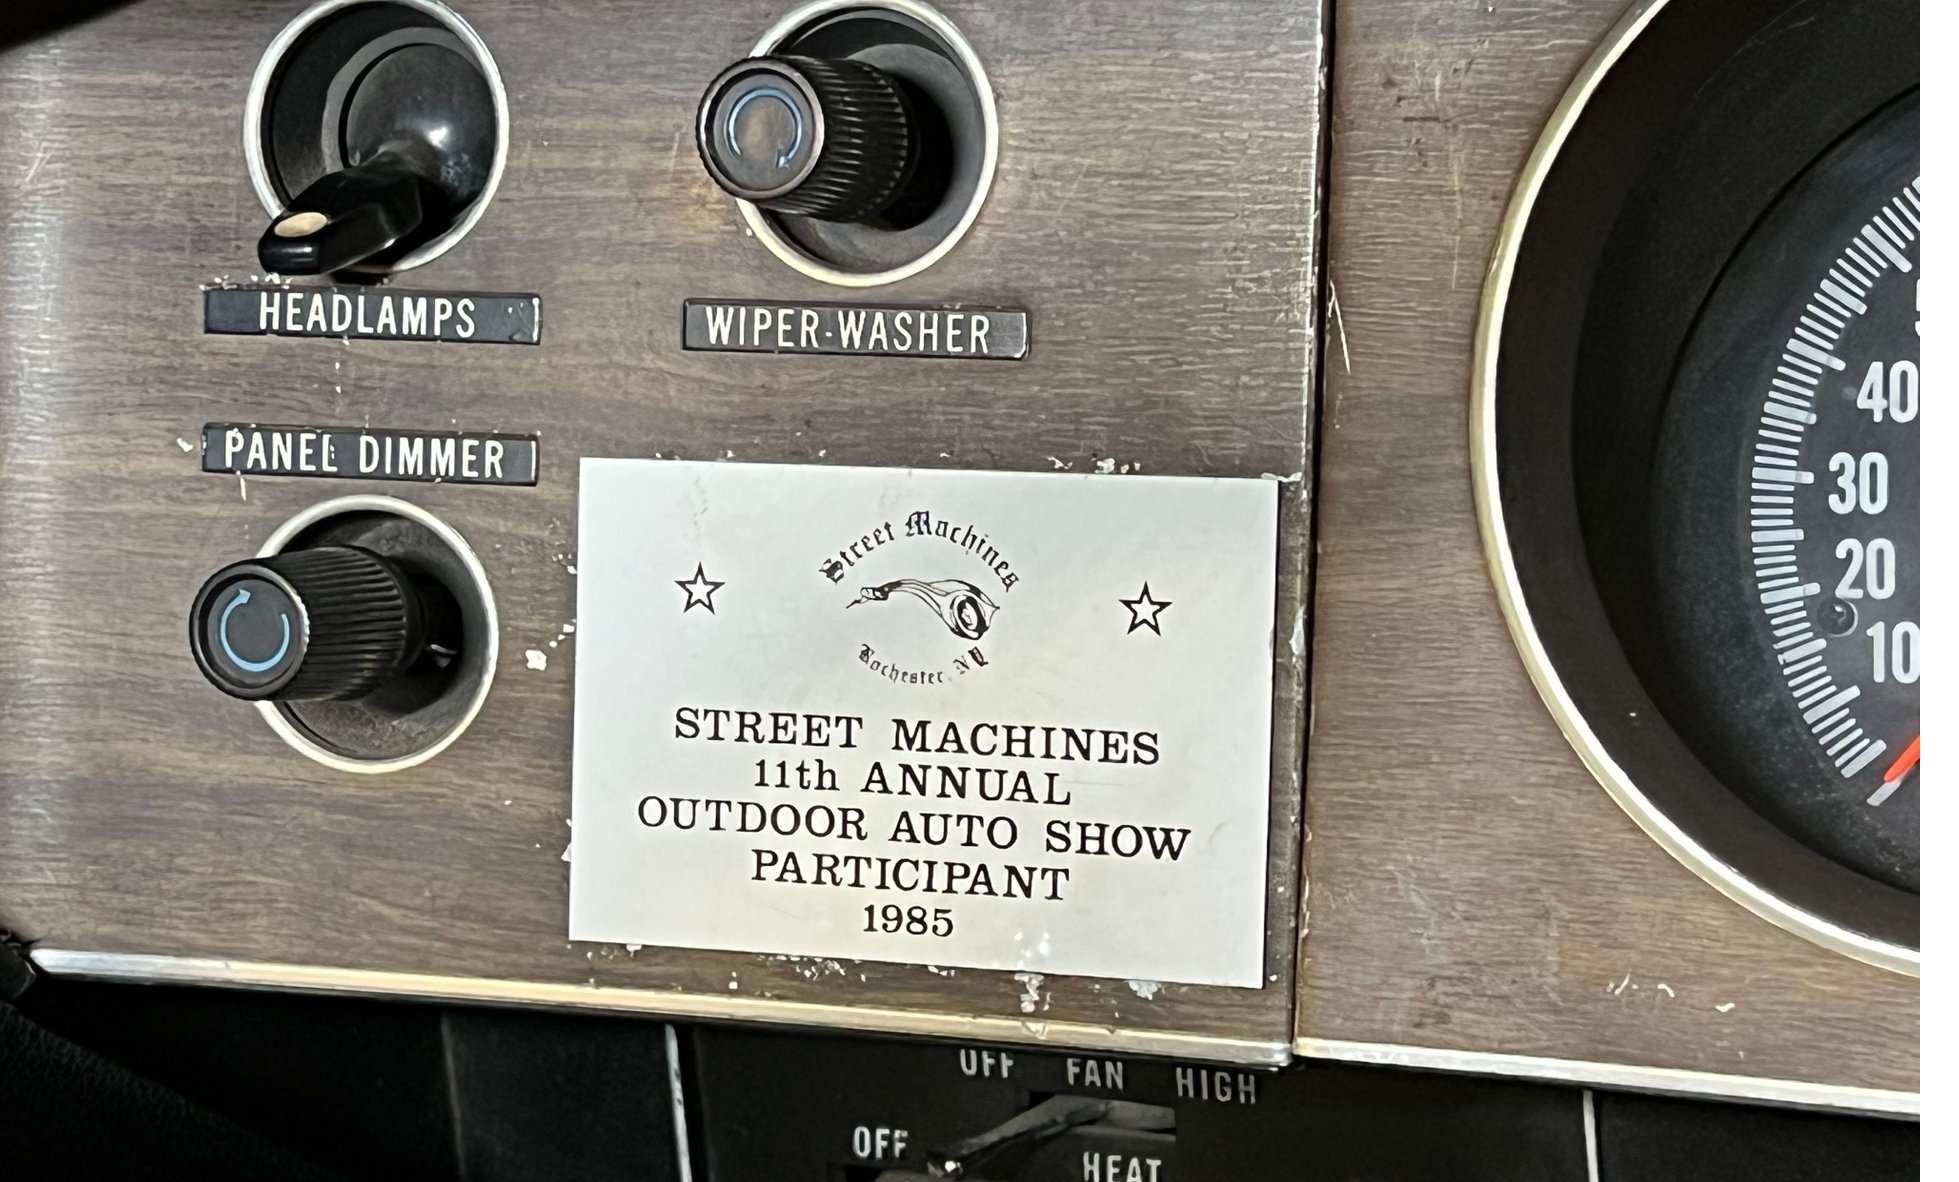 HEADLAMPS
WIPER-WASHER
PANEL DIMMER
Street Machines
Rochester NY
STREET MACHINES
11th ANNUAL
OUTDOOR AUTO SHOW
PARTICIPANT
1985
40
30
20
10
OFF FAN HIGH
OFF
HEAT